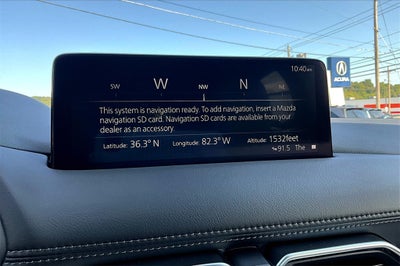 10:40 AM
SW W NW N NE
This system is navigation ready. To add navigation, insert a Mazda
navigation SD card. Navigation SD cards are available from your
dealer as an accessory.
Latitude: 36.3° N Longitude: 82.3° W Altitude: 1532feet
91.5 The
ACURA